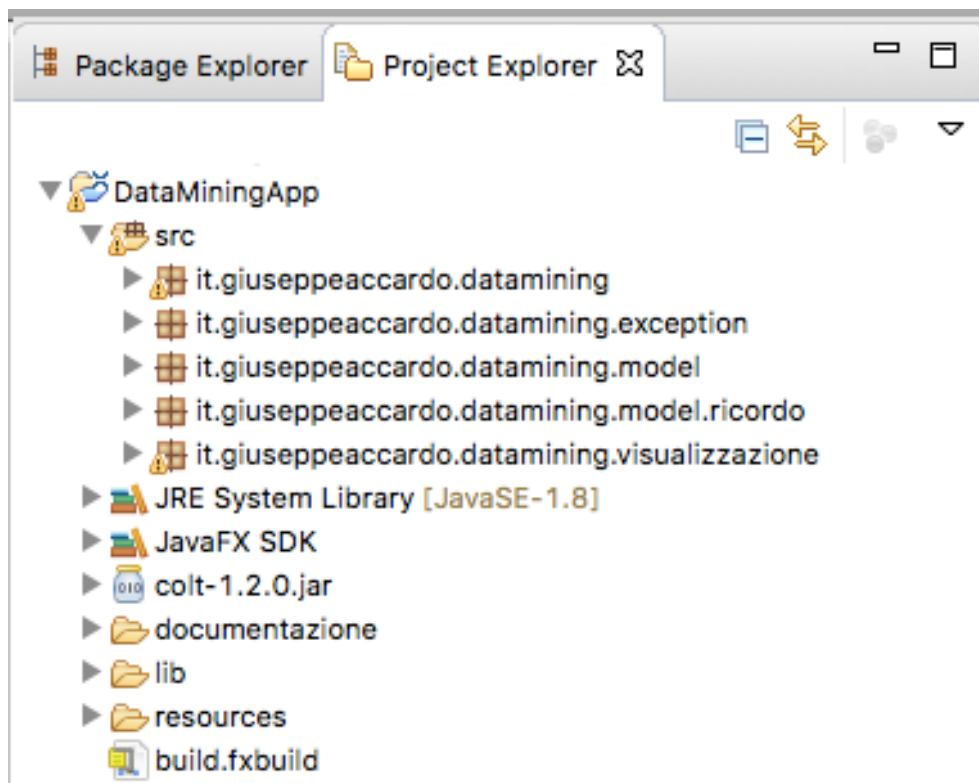 Package Explorer Project Explorer
DataMiningApp
src
it.giuseppeaccardo.datamining
it.giuseppeaccardo.datamining.exception
it.giuseppeaccardo.datamining.model
it.giuseppeaccardo.datamining.model.ricordo
it.giuseppeaccardo.datamining.visualizzazione
JRE System Library [JavaSE-1.8]
JavaFX SDK
colt-1.2.0.jar
documentazione
lib
resources
build.fxbuild